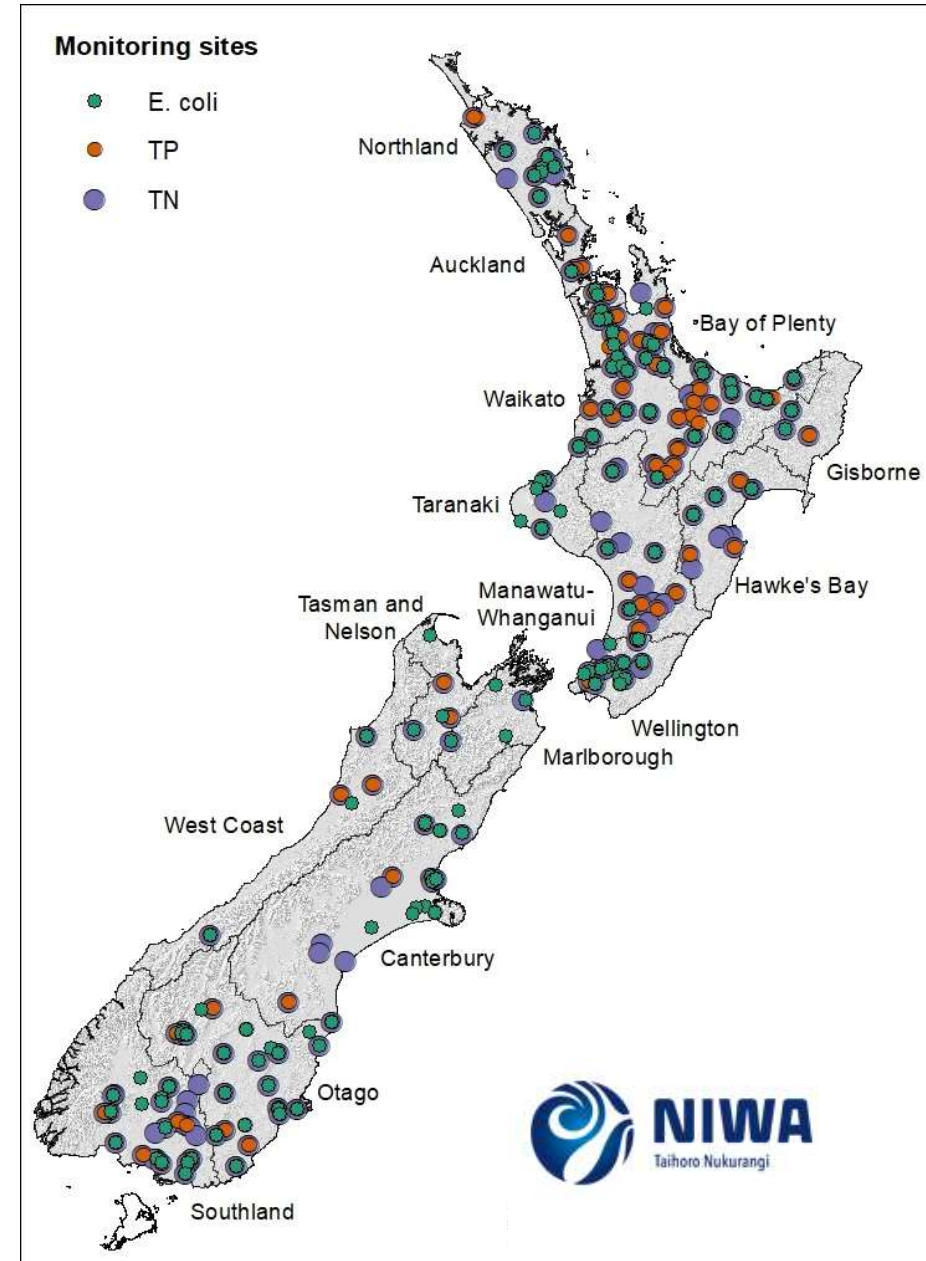 Monitoring sites
E. coli
TP
TN
Northland
Auckland
Bay of Plenty
Waikato
Gisborne
Taranaki
Hawke's Bay
Manawatu-
Whanganui
Tasman and
Nelson
Wellington
Marlborough
West Coast
Canterbury
Otago
Southland
NIWA
Taihoro Nukurangi